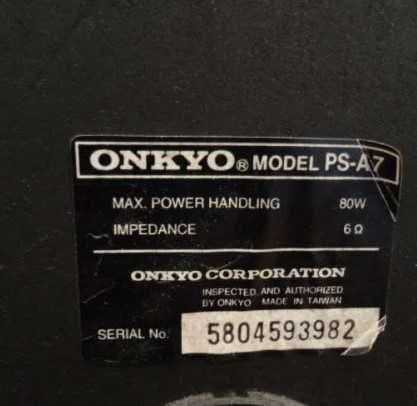 ONKYO® MODEL PS-A7
MAX. POWER HANDLING 80W
IMPEDANCE 6 Ω
ONKYO CORPORATION
INSPECTED AND AUTHORIZED
BY ONKYO MADE IN TAIWAN
SERIAL No. 5804593982